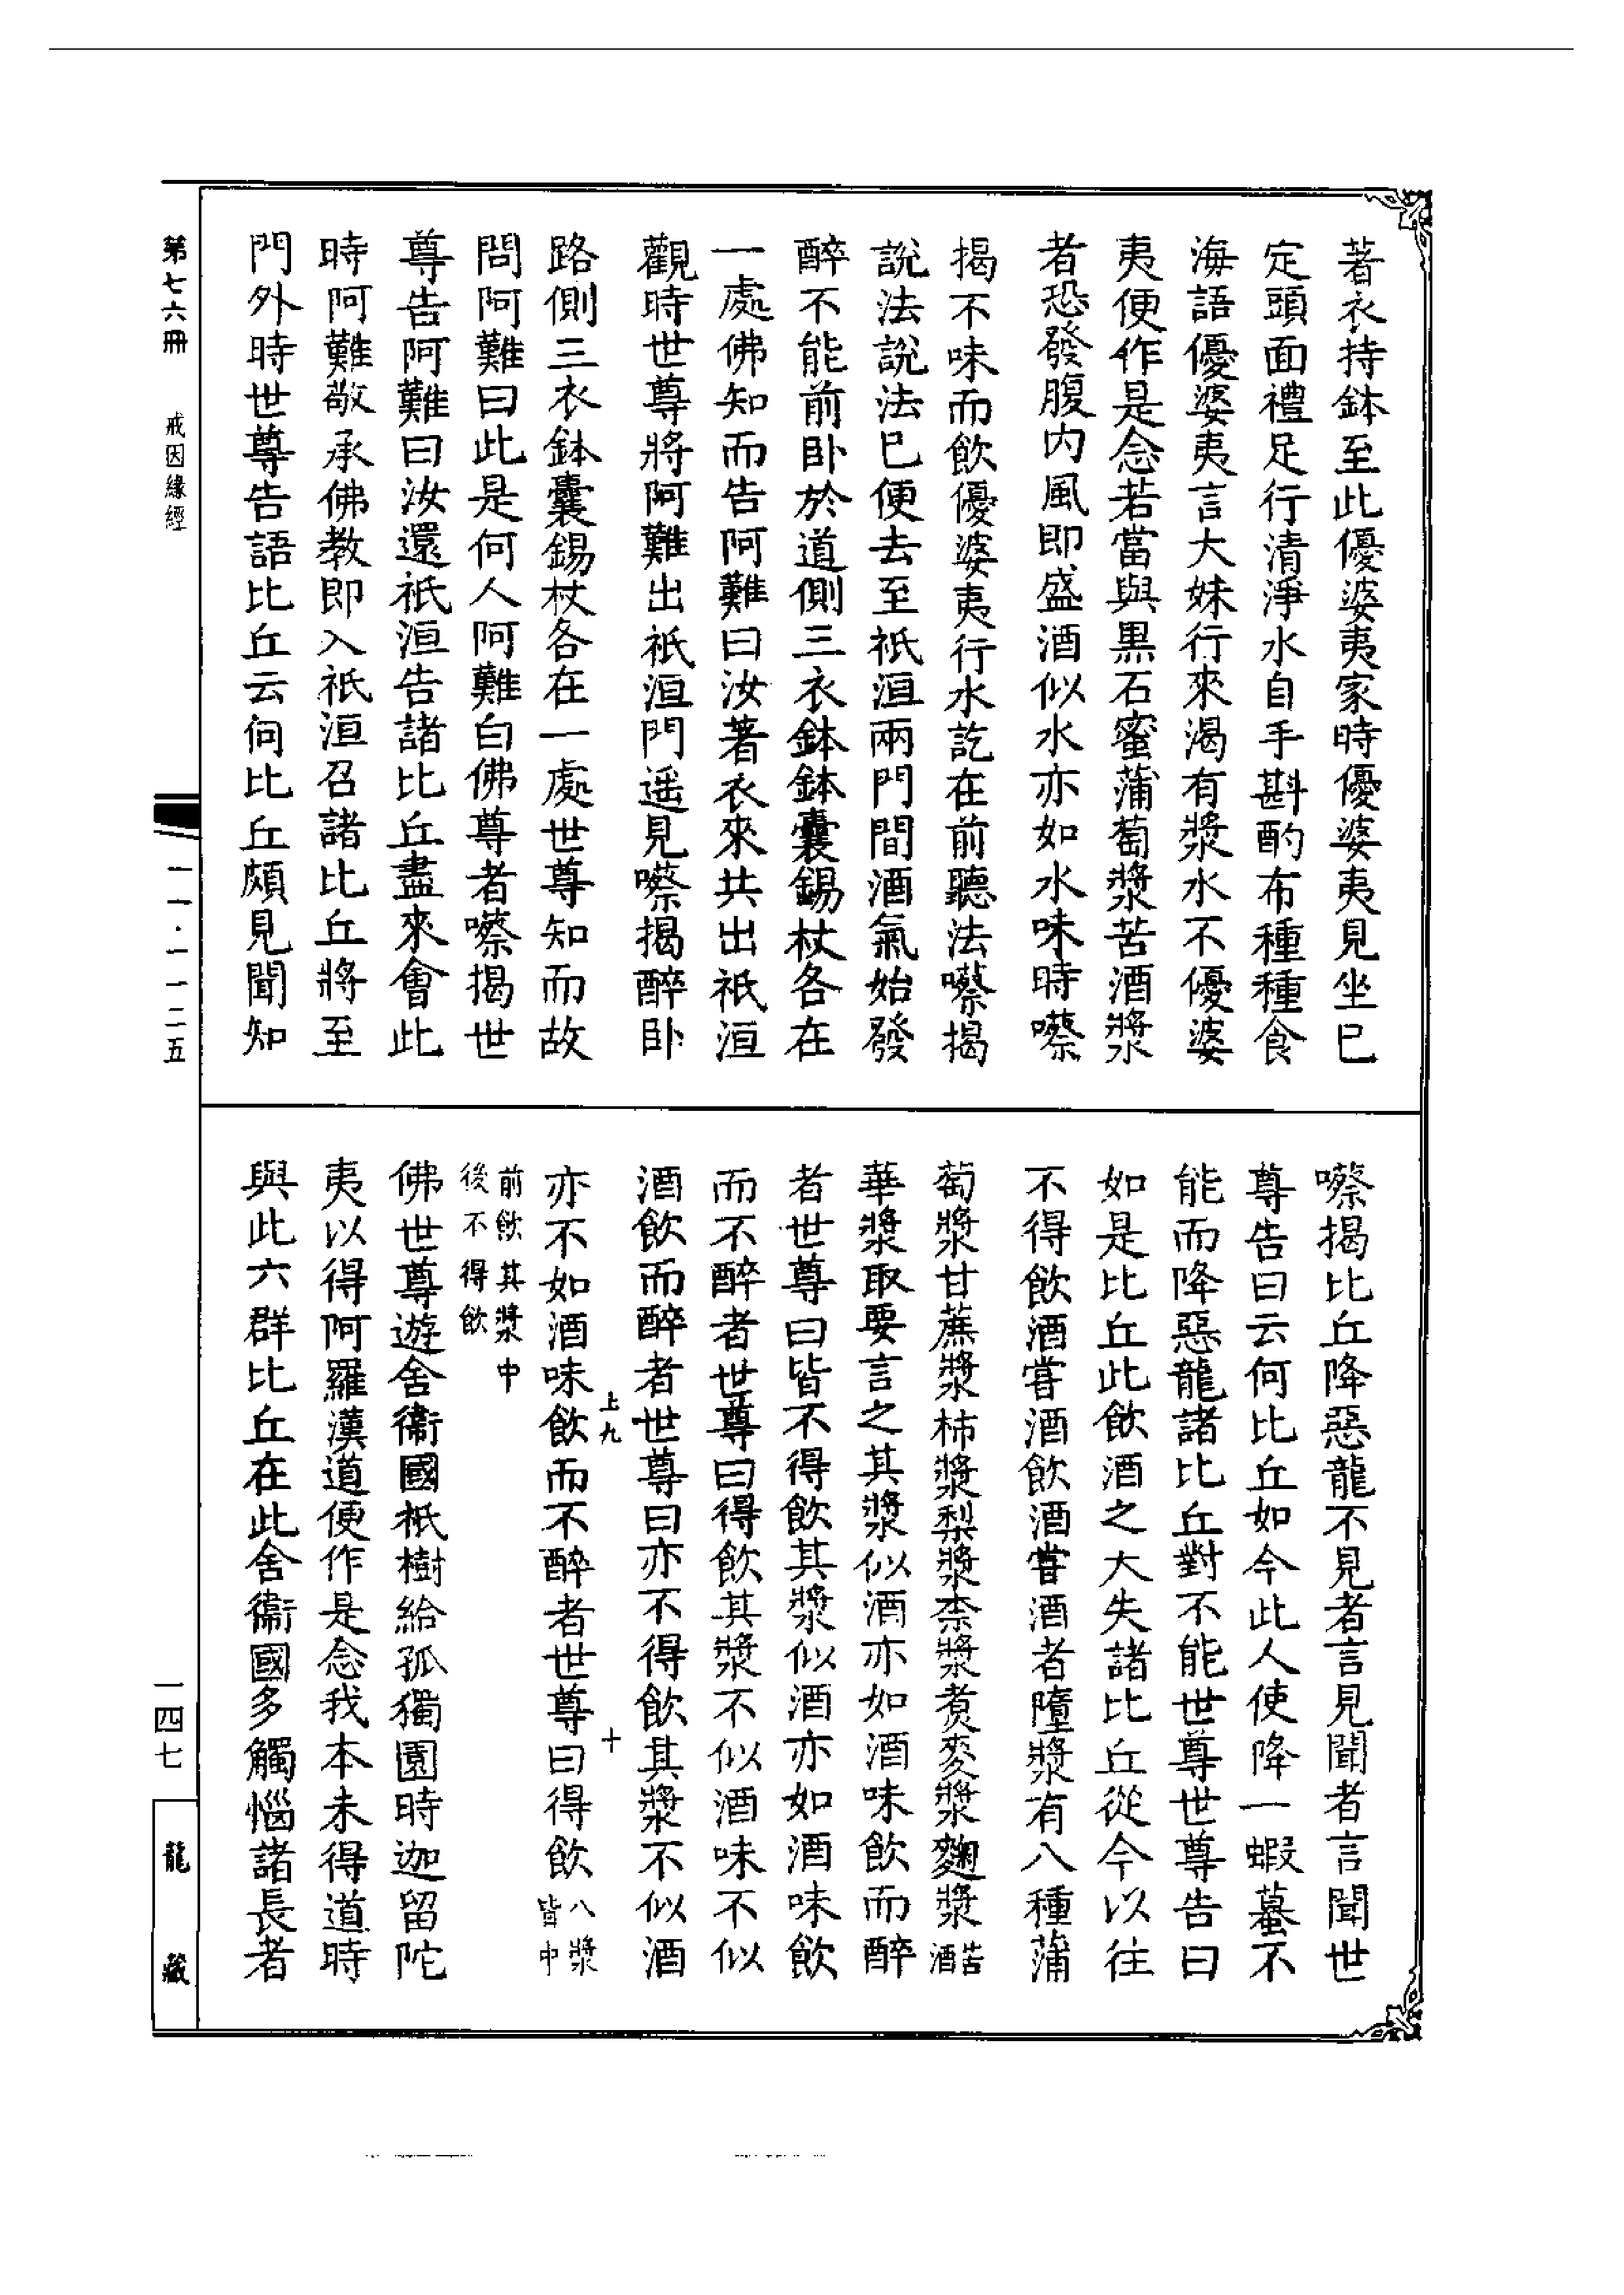 著衣持鉢至此優婆夷家時優婆夷見坐巳
定頭面禮足行清淨水自手斟酌布種種食
海語優婆夷言大妹行來渴有漿水不優婆
夷便作是念若當與黑石蜜蒲萄漿苦酒漿
者恐發腹内風即盛酒似水亦如水味時㘉
揭不味而飲優婆夷行水訖在前聽法㘉揭
說法說法巳便去至祇洹兩門間酒氣始發
醉不能前卧於道側三衣鉢鉢囊錫杖各在
一處佛知而告阿難曰汝著衣來共出祇洹
觀時世尊將阿難出祇洹門遥見㘉揭醉卧
路側三衣鉢囊錫杖各在一處世尊知而故
問阿難曰此是何人阿難白佛尊者㘉揭世
尊告阿難曰汝還祇洹告諸比丘盡來會此
時阿難敬承佛教即入祇洹召諸比丘將至
門外時世尊告語比丘云何比丘頗見聞知
㘉揭比丘降惡龍不見者言見聞者言聞世
尊告曰云何比丘如今此人使降一蝦蟇不
能而降惡龍諸比丘對不能世尊世尊告曰
如是比丘此飲酒之大失諸比丘從今以往
不得飲酒嘗酒飲酒嘗酒者墮漿有八種蒲
萄漿甘蔗漿柿漿梨漿柰漿煑麥漿麴漿苦酒
華漿取要言之其漿似酒亦如酒味飲而醉
者世尊曰皆不得飲其漿似酒亦如酒味飲
而不醉者世尊曰得飲其漿不似酒味不似
酒飲而醉者世尊曰亦不得飲其漿不似酒
上九
十
亦不如酒味飲而不醉者世尊曰得飲八漿皆中
前飲其漿中
後不得飲
佛世尊遊舍衞國祇樹給孤獨園時迦留陀
夷以得阿羅漢道便作是念我本未得道時
與此六群比丘在此舍衞國多觸惱諸長者
第七六冊 戒因緣經
一一·一一二五
一四七
龍藏